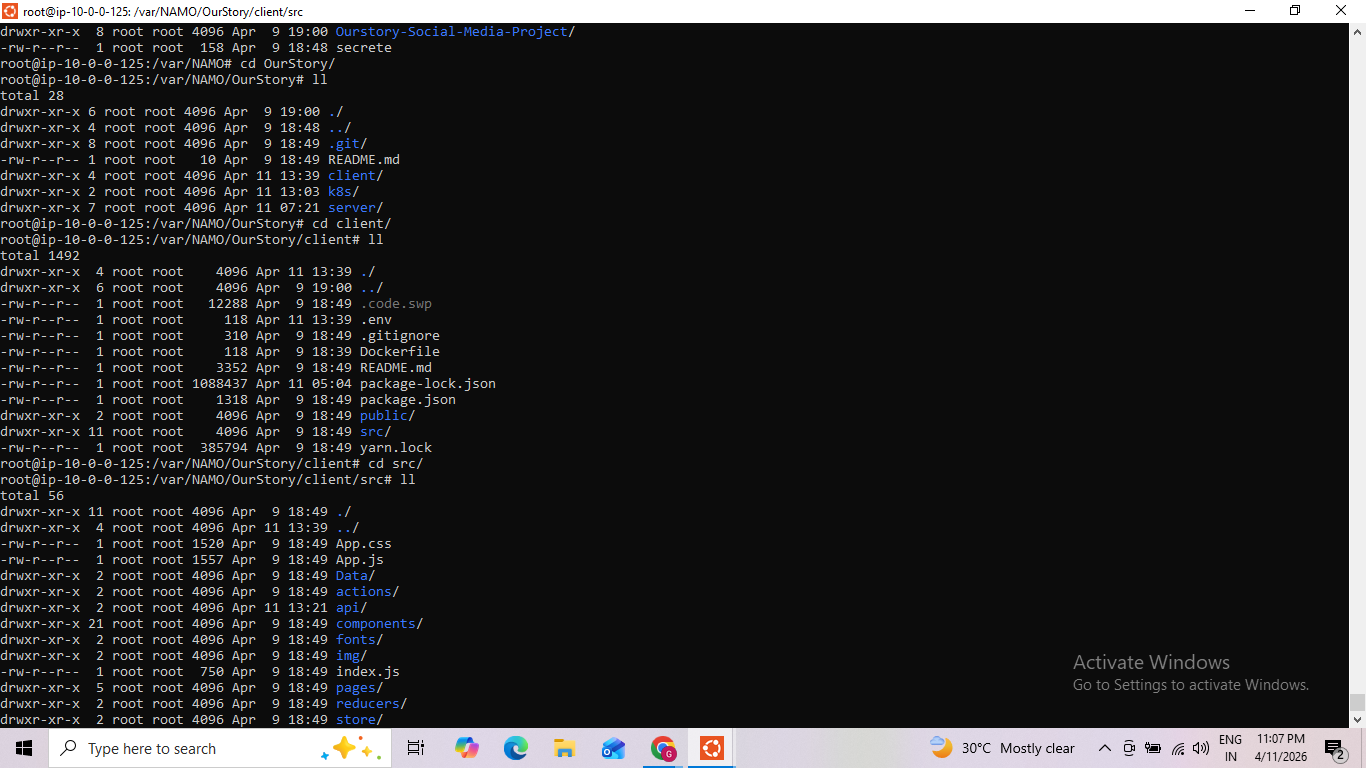 root@ip-10-0-0-125: /var/NAMO/OurStory/client/src
drwxr-xr-x  8 root root 4096 Apr  9 19:00 Ourstory-Social-Media-Project/
-rw-r--r--  1 root root  158 Apr  9 18:48 secrete
root@ip-10-0-0-125:/var/NAMO# cd OurStory/
root@ip-10-0-0-125:/var/NAMO/OurStory# ll
total 28
drwxr-xr-x 6 root root 4096 Apr  9 19:00 ./
drwxr-xr-x 4 root root 4096 Apr  9 18:48 ../
drwxr-xr-x 8 root root 4096 Apr  9 18:49 .git/
-rw-r--r-- 1 root root   10 Apr  9 18:49 README.md
drwxr-xr-x 4 root root 4096 Apr 11 13:39 client/
drwxr-xr-x 2 root root 4096 Apr 11 13:03 k8s/
drwxr-xr-x 7 root root 4096 Apr 11 07:21 server/
root@ip-10-0-0-125:/var/NAMO/OurStory# cd client/
root@ip-10-0-0-125:/var/NAMO/OurStory/client# ll
total 1492
drwxr-xr-x  4 root root    4096 Apr 11 13:39 ./
drwxr-xr-x  6 root root    4096 Apr  9 19:00 ../
-rw-r--r--  1 root root   12288 Apr  9 18:49 .code.swp
-rw-r--r--  1 root root     118 Apr 11 13:39 .env
-rw-r--r--  1 root root     310 Apr  9 18:49 .gitignore
-rw-r--r--  1 root root     118 Apr  9 18:39 Dockerfile
-rw-r--r--  1 root root    3352 Apr  9 18:49 README.md
-rw-r--r--  1 root root 1088437 Apr 11 05:04 package-lock.json
-rw-r--r--  1 root root    1318 Apr  9 18:49 package.json
drwxr-xr-x  2 root root    4096 Apr  9 18:49 public/
drwxr-xr-x 11 root root    4096 Apr  9 18:49 src/
-rw-r--r--  1 root root  385794 Apr  9 18:49 yarn.lock
root@ip-10-0-0-125:/var/NAMO/OurStory/client# cd src/
root@ip-10-0-0-125:/var/NAMO/OurStory/client/src# ll
total 56
drwxr-xr-x 11 root root 4096 Apr  9 18:49 ./
drwxr-xr-x  4 root root 4096 Apr 11 13:39 ../
-rw-r--r--  1 root root 1520 Apr  9 18:49 App.css
-rw-r--r--  1 root root 1557 Apr  9 18:49 App.js
drwxr-xr-x  2 root root 4096 Apr  9 18:49 Data/
drwxr-xr-x  2 root root 4096 Apr  9 18:49 actions/
drwxr-xr-x  2 root root 4096 Apr 11 13:21 api/
drwxr-xr-x 21 root root 4096 Apr  9 18:49 components/
drwxr-xr-x  2 root root 4096 Apr  9 18:49 fonts/
drwxr-xr-x  2 root root 4096 Apr  9 18:49 img/
-rw-r--r--  1 root root  750 Apr  9 18:49 index.js
drwxr-xr-x  5 root root 4096 Apr  9 18:49 pages/
drwxr-xr-x  2 root root 4096 Apr  9 18:49 reducers/
drwxr-xr-x  2 root root 4096 Apr  9 18:49 store/
Activate Windows
Go to Settings to activate Windows.
Type here to search
30°C Mostly clear
ENG
IN
11:07 PM
4/11/2026
2